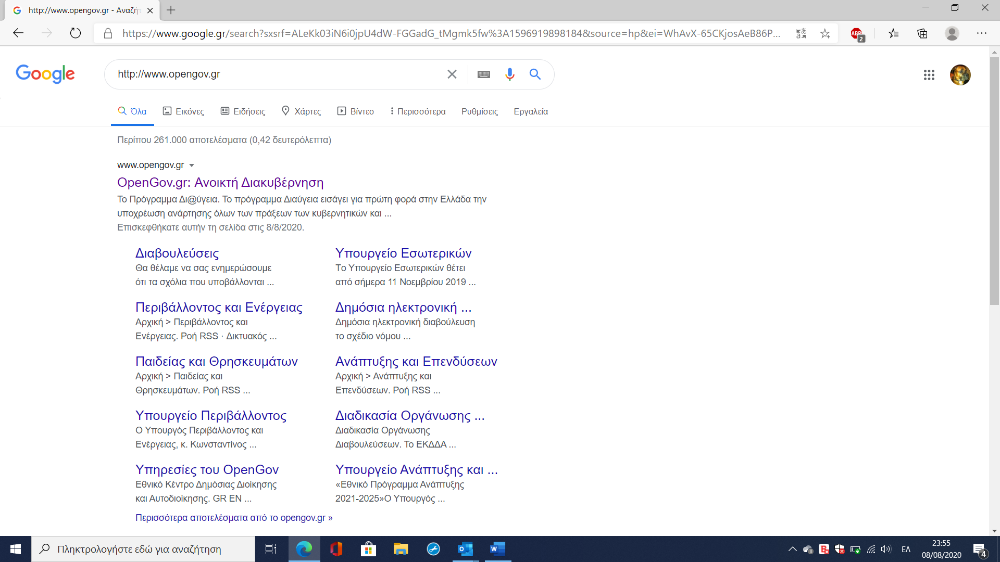 http://www.opengov.gr - Αναζήτ
https://www.google.gr/search?sxsrf=ALeKk03iN6i0jpU4dW-FGGadG_tMgmk5fw%3A1596919898184&source=hp&ei=WhAvX-65CKjosAeB86P...
ABP 2
Google
http://www.opengov.gr
Όλα Εικόνες Ειδήσεις Χάρτες Βίντεο Περισσότερα Ρυθμίσεις Εργαλεία
Περίπου 261.000 αποτελέσματα (0,42 δευτερόλεπτα)
www.opengov.gr
OpenGov.gr: Ανοικτή Διακυβέρνηση
Το Πρόγραμμα Δι@ύγεια. Το πρόγραμμα Διαύγεια εισάγει για πρώτη φορά στην Ελλάδα την
υποχρέωση ανάρτησης όλων των πράξεων των κυβερνητικών και ...
Επισκεφθήκατε αυτήν τη σελίδα στις 8/8/2020.
Διαβουλεύσεις
Θα θέλαμε να σας ενημερώσουμε
ότι τα σχόλια που υποβάλλονται ...
Υπουργείο Εσωτερικών
Το Υπουργείο Εσωτερικών θέτει
από σήμερα 11 Νοεμβρίου 2019 ...
Περιβάλλοντος και Ενέργειας
Αρχική > Περιβάλλοντος και
Ενέργειας. Ροή RSS · Δικτυακός ...
Δημόσια ηλεκτρονική ...
Δημόσια ηλεκτρονική διαβούλευση
το σχέδιο νόμου ...
Παιδείας και Θρησκευμάτων
Αρχική > Παιδείας και
Θρησκευμάτων. Ροή RSS ...
Ανάπτυξης και Επενδύσεων
Αρχική > Ανάπτυξης και
Επενδύσεων. Ροή RSS ...
Υπουργείο Περιβάλλοντος
Ο Υπουργός Περιβάλλοντος και
Ενέργειας, κ. Κωνσταντίνος ...
Διαδικασία Οργάνωσης ...
Διαδικασία Οργάνωσης
Διαβουλεύσεων. Το ΕΚΔΔΑ ...
Υπηρεσίες του OpenGov
Εθνικό Κέντρο Δημόσιας Διοίκησης
και Αυτοδιοίκησης. GR EN ...
Υπουργείο Ανάπτυξης και ...
«Εθνικό Πρόγραμμα Ανάπτυξης
2021-2025»Ο Υπουργός ...
Περισσότερα αποτελέσματα από το opengov.gr »
Πληκτρολογήστε εδώ για αναζήτηση
ΕΛ
23:55
08/08/2020
4